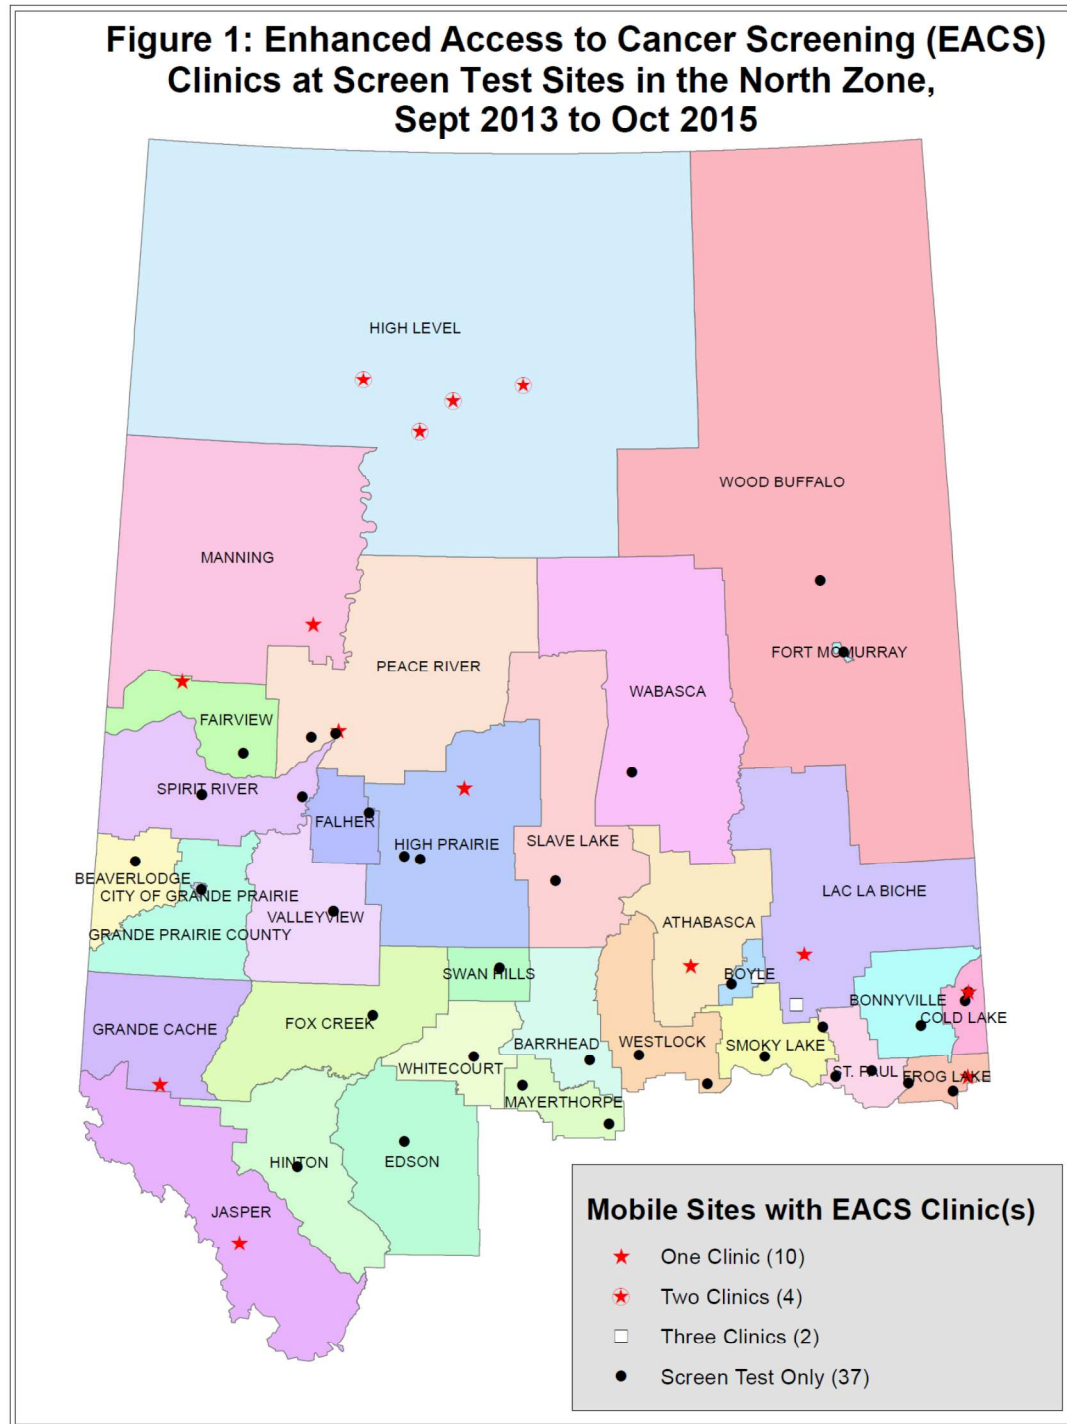 Figure 1: Enhanced Access to Cancer Screening (EACS)
Clinics at Screen Test Sites in the North Zone,
Sept 2013 to Oct 2015
HIGH LEVEL
WOOD BUFFALO
MANNING
FORT MCMURRAY
PEACE RIVER
WABASCA
FAIRVIEW
SPIRIT RIVER
FALHER
HIGH PRAIRIE
SLAVE LAKE
BEAVERLODGE
CITY OF GRANDE PRAIRIE
LAC LA BICHE
VALLEYVIEW
ATHABASCA
GRANDE PRAIRIE COUNTY
SWAN HILLS
BOYLE
BONNYVILLE
COLD LAKE
GRANDE CACHE
FOX CREEK
BARRHEAD
WESTLOCK
SMOKY LAKE
WHITECOURT
ST. PAUL
FROG LAKE
MAYERTHORPE
HINTON
EDSON
JASPER
Mobile Sites with EACS Clinic(s)
One Clinic (10)
Two Clinics (4)
Three Clinics (2)
Screen Test Only (37)